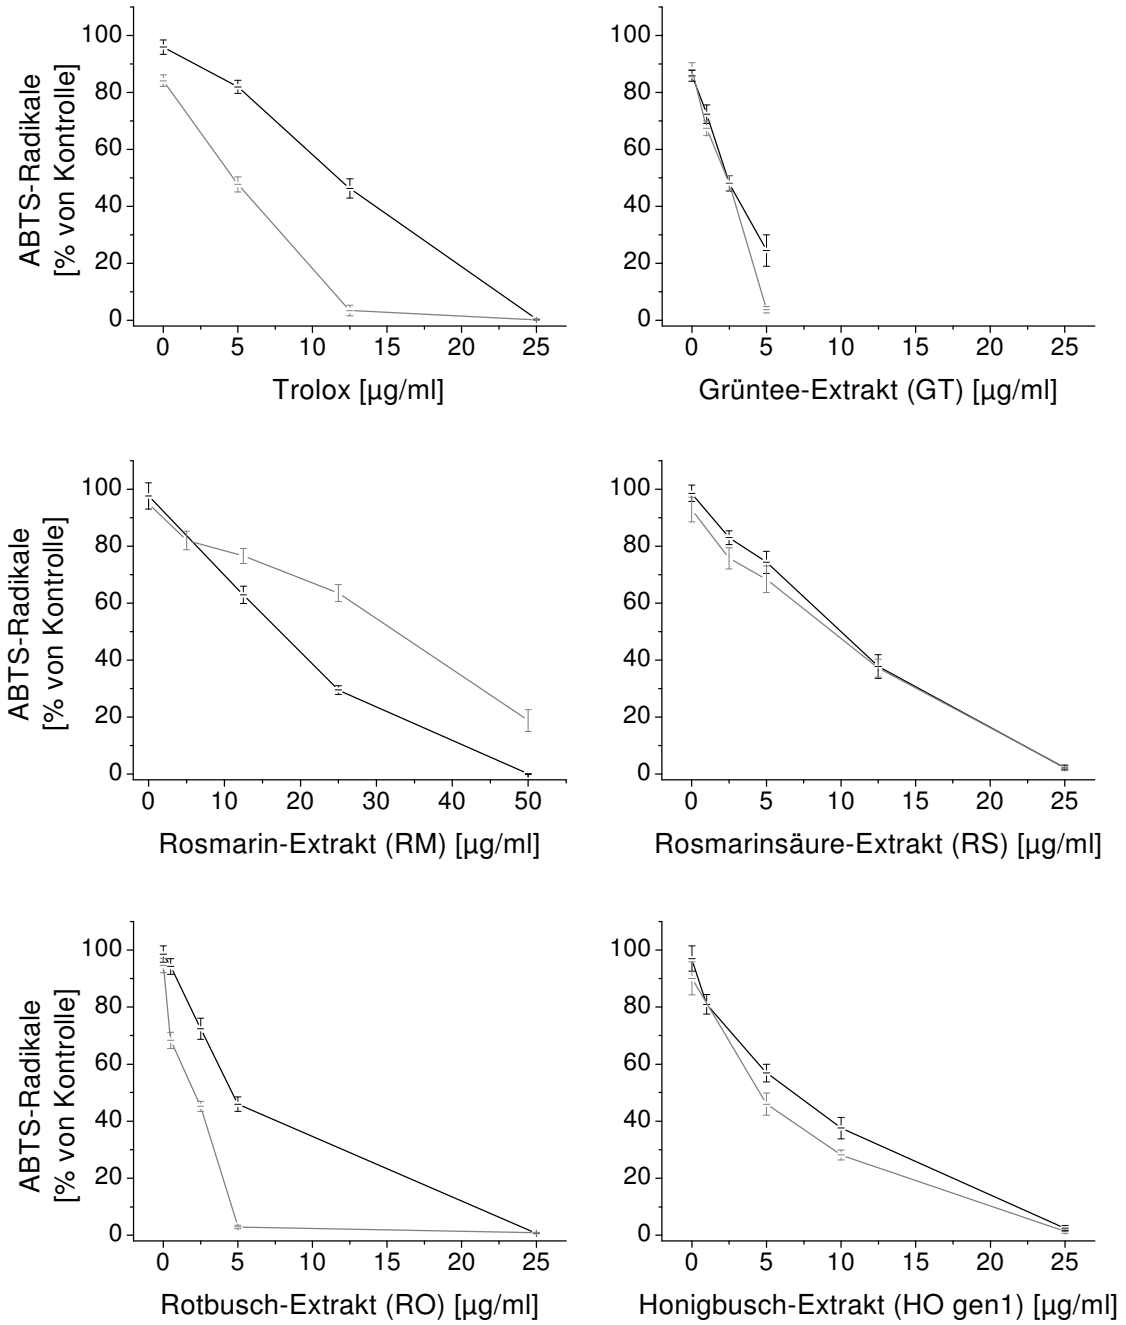 ABTS-Radikale
[% von Kontrolle]
100
80
60
40
20
0
0 5 10 15 20 25
Trolox [µg/ml]
100
80
60
40
20
0
0 5 10 15 20 25
Grüntee-Extrakt (GT) [µg/ml]
ABTS-Radikale
[% von Kontrolle]
100
80
60
40
20
0
0 10 20 30 40 50
Rosmarin-Extrakt (RM) [µg/ml]
100
80
60
40
20
0
0 5 10 15 20 25
Rosmarinsäure-Extrakt (RS) [µg/ml]
ABTS-Radikale
[% von Kontrolle]
100
80
60
40
20
0
0 5 10 15 20 25
Rotbusch-Extrakt (RO) [µg/ml]
100
80
60
40
20
0
0 5 10 15 20 25
Honigbusch-Extrakt (HO gen1) [µg/ml]